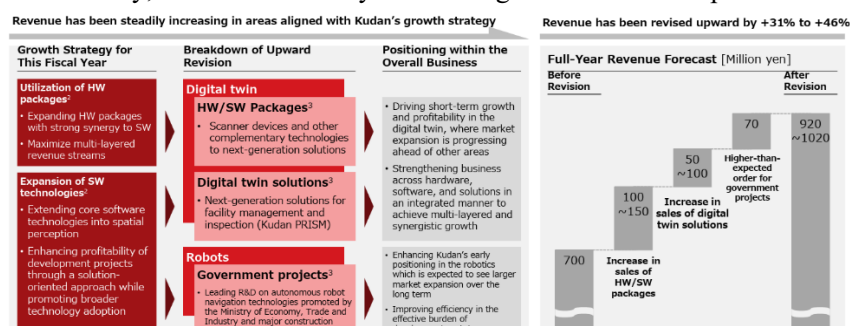 Revenue has been steadily increasing in areas aligned with Kudan's growth strategy
Growth Strategy for
This Fiscal Year
Utilization of HW
packages²
• Expanding HW packages
with strong synergy to SW
• Maximize multi-layered
revenue streams
Expansion of SW
technologies²
• Extending core software
technologies into spatial
perception
• Enhancing profitability of
development projects
through a solution-
oriented approach while
promoting broader
technology adoption
Breakdown of Upward
Revision
Digital twin
HW/SW Packages³
• Scanner devices and other
complementary technologies
to next-generation solutions
Digital twin solutions³
• Next-generation solutions for
facility management and
inspection (Kudan PRISM)
Robots
Government projects³
• Leading R&D on autonomous robot
navigation technologies promoted by
the Ministry of Economy, Trade and
Industry and major construction
Positioning within the
Overall Business
• Driving short-term growth
and profitability in the
digital twin, where market
expansion is progressing
ahead of other areas
• Strengthening business
across hardware,
software, and solutions in
an integrated manner to
achieve multi-layered and
synergistic growth
• Enhancing Kudan's early
positioning in the robotics
which is expected to see larger
market expansion over the
long term
• Improving efficiency in the
effective burden of
Revenue has been revised upward by +31% to +46%
Full-Year Revenue Forecast [Million yen]
Before
Revision
After
Revision
700
100
~150
50
~100
70
920
~1020
Increase in
sales of
HW/SW
packages
Increase in
sales of digital
twin solutions
Higher-than-
expected
order for
government
projects